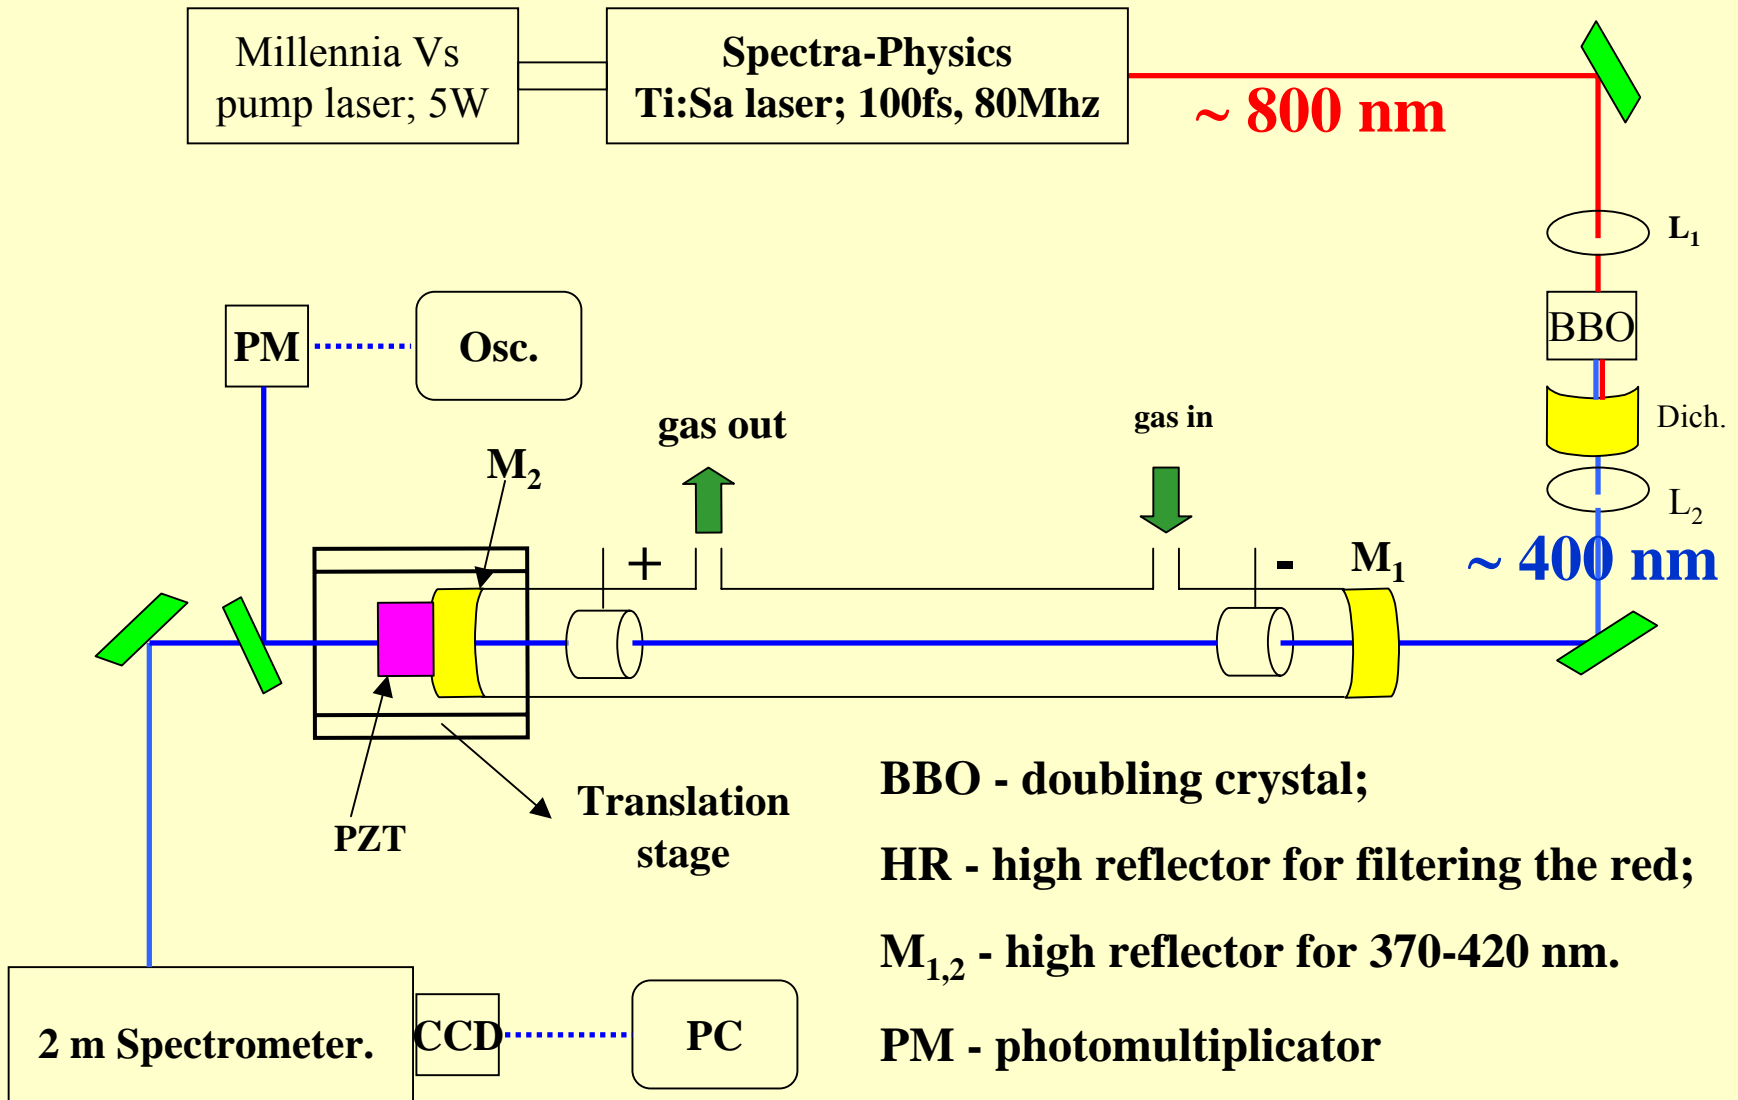 Millennia Vs
pump laser; 5W
Spectra-Physics
Ti:Sa laser; 100fs, 80Mhz
~ 800 nm
L1
BBO
Dich.
L2
~ 400 nm
PM
Osc.
gas out
gas in
M2
+
-
M1
PZT
Translation
stage
BBO - doubling crystal;
HR - high reflector for filtering the red;
M1,2 - high reflector for 370-420 nm.
PM - photomultiplicator
2 m Spectrometer.
CCD
PC